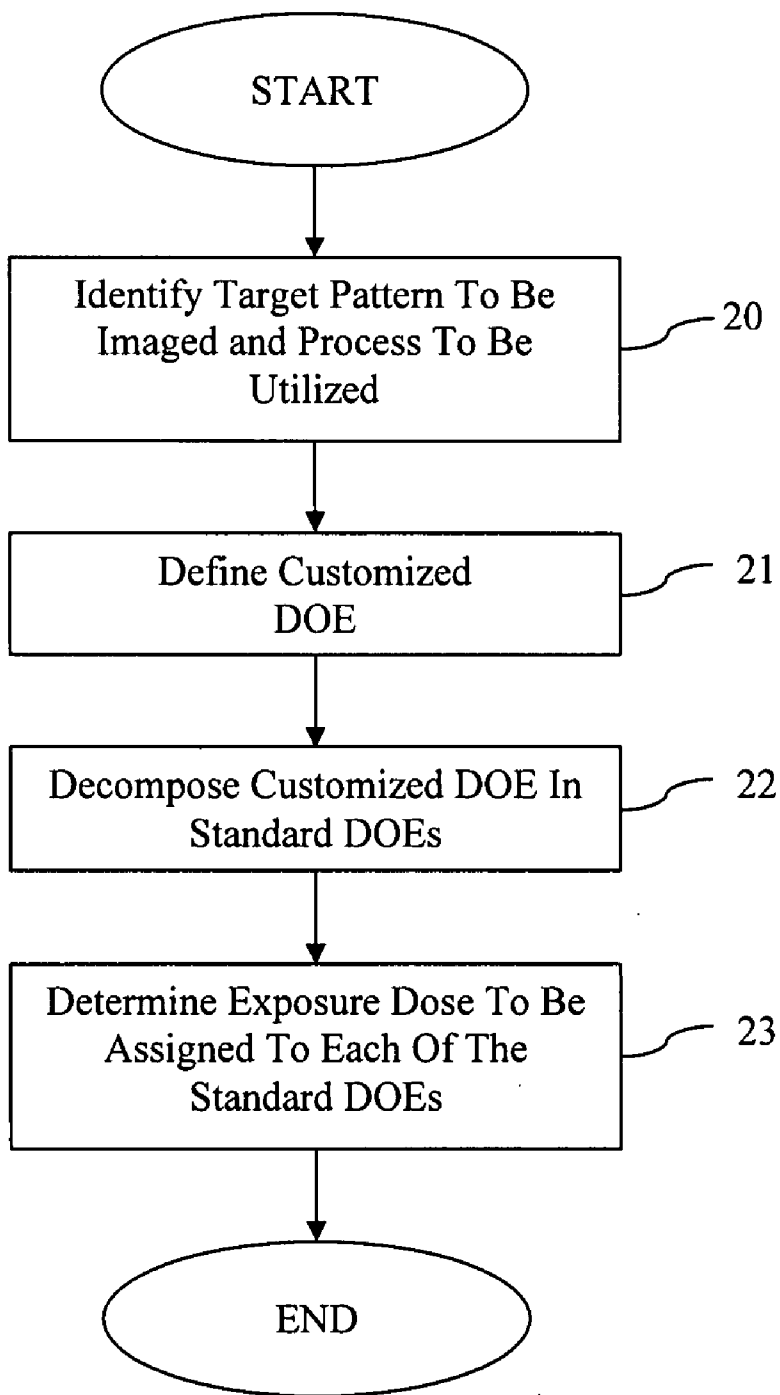 START
Identify Target Pattern To Be
Imaged and Process To Be
Utilized
20
Define Customized
DOE
21
Decompose Customized DOE In
Standard DOEs
22
Determine Exposure Dose To Be
Assigned To Each Of The
Standard DOEs
23
END